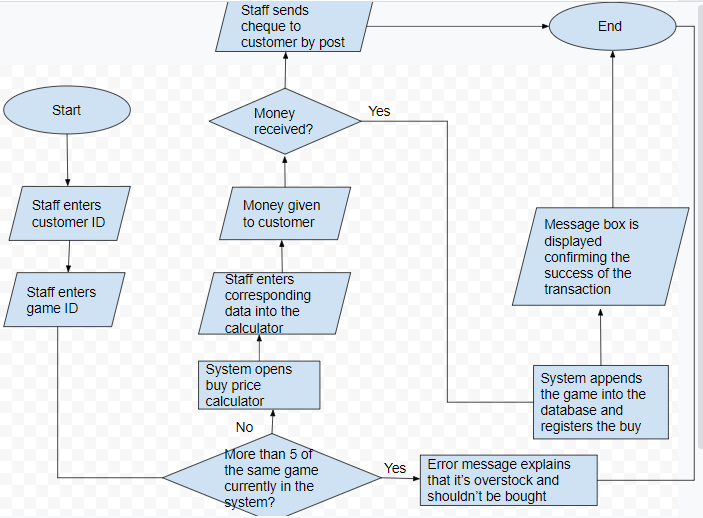 Staff sends
cheque to
customer by post
End
Start
Money
received?
Yes
Staff enters
customer ID
Money given
to customer
Message box is
displayed
confirming the
success of the
transaction
Staff enters
game ID
Staff enters
corresponding
data into the
calculator
System opens
buy price
calculator
System appends
the game into the
database and
registers the buy
No
More than 5 of
the same game
currently in the
system?
Yes
Error message explains
that it's overstock and
shouldn't be bought